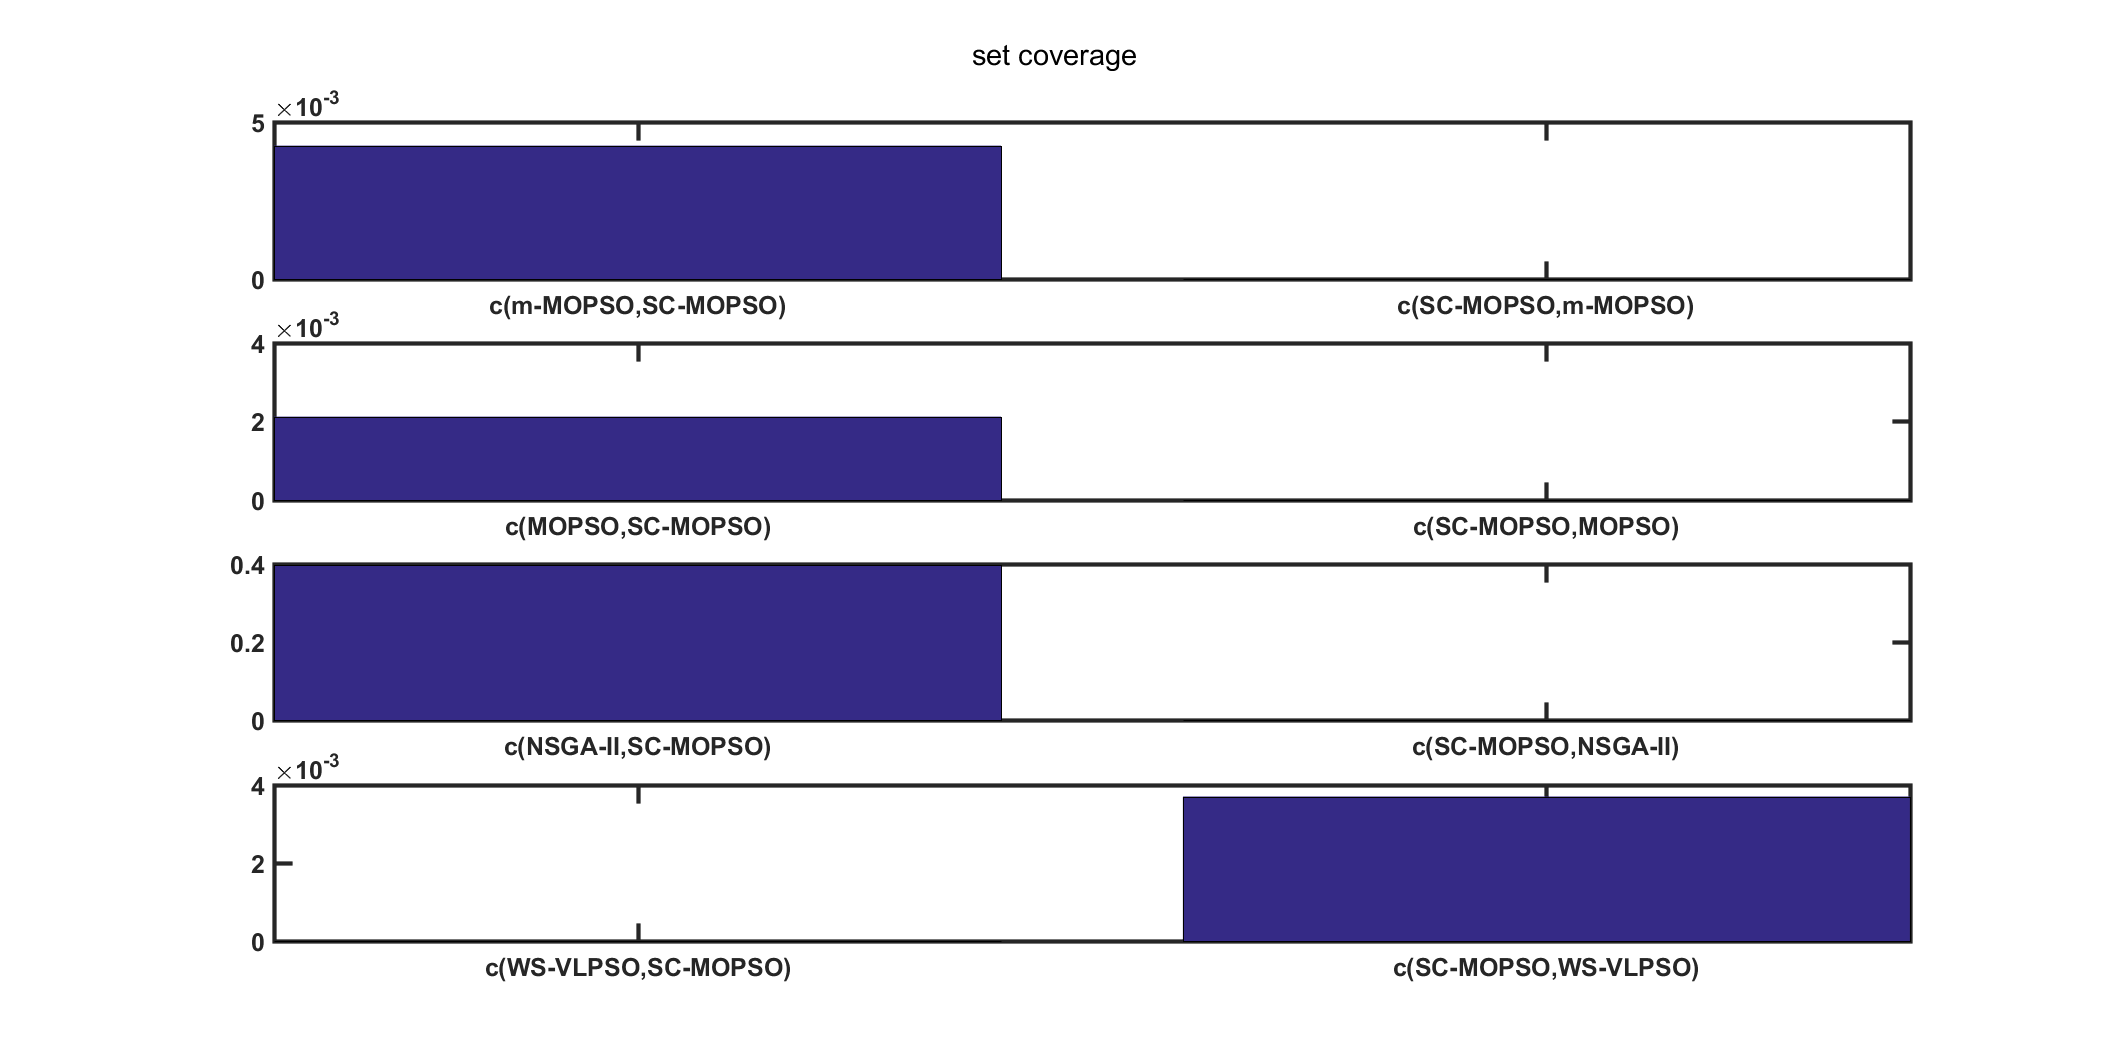 set coverage
×10-3
5
0
c(m-MOPSO,SC-MOPSO) c(SC-MOPSO,m-MOPSO)
×10-3
4
2
0
c(MOPSO,SC-MOPSO) c(SC-MOPSO,MOPSO)
0.4
0.2
0
c(NSGA-II,SC-MOPSO) c(SC-MOPSO,NSGA-II)
×10-3
4
2
0
c(WS-VLPSO,SC-MOPSO) c(SC-MOPSO,WS-VLPSO)